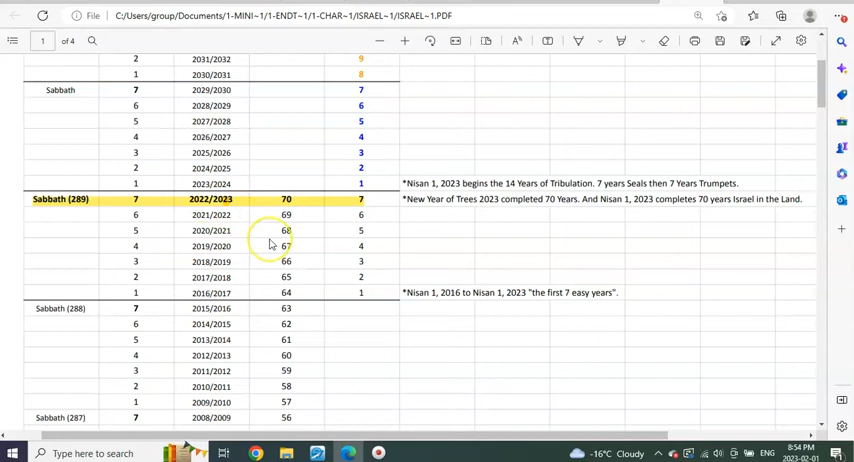 File C:/Users/group/Documents/1-MINI~1/1-ENDT~1/1-CHAR~1/ISRAEL~1/ISRAEL~1.PDF
1 of 4
2 2031/2032 9
1 2030/2031 8
Sabbath 7 2029/2030 7
6 2028/2029 6
5 2027/2028 5
4 2026/2027 4
3 2025/2026 3
2 2024/2025 2
1 2023/2024 1 *Nisan 1, 2023 begins the 14 Years of Tribulation. 7 years Seals then 7 Years Trumpets.
Sabbath (289) 7 2022/2023 70 7 *New Year of Trees 2023 completed 70 Years. And Nisan 1, 2023 completes 70 years Israel in the Land.
6 2021/2022 69 6
5 2020/2021 68 5
4 2019/2020 67 4
3 2018/2019 66 3
2 2017/2018 65 2
1 2016/2017 64 1 *Nisan 1, 2016 to Nisan 1, 2023 "the first 7 easy years".
Sabbath (288) 7 2015/2016 63
6 2014/2015 62
5 2013/2014 61
4 2012/2013 60
3 2011/2012 59
2 2010/2011 58
1 2009/2010 57
Sabbath (287) 7 2008/2009 56
Type here to search
-16°C Cloudy
ENG
8:54 PM
2023-02-01